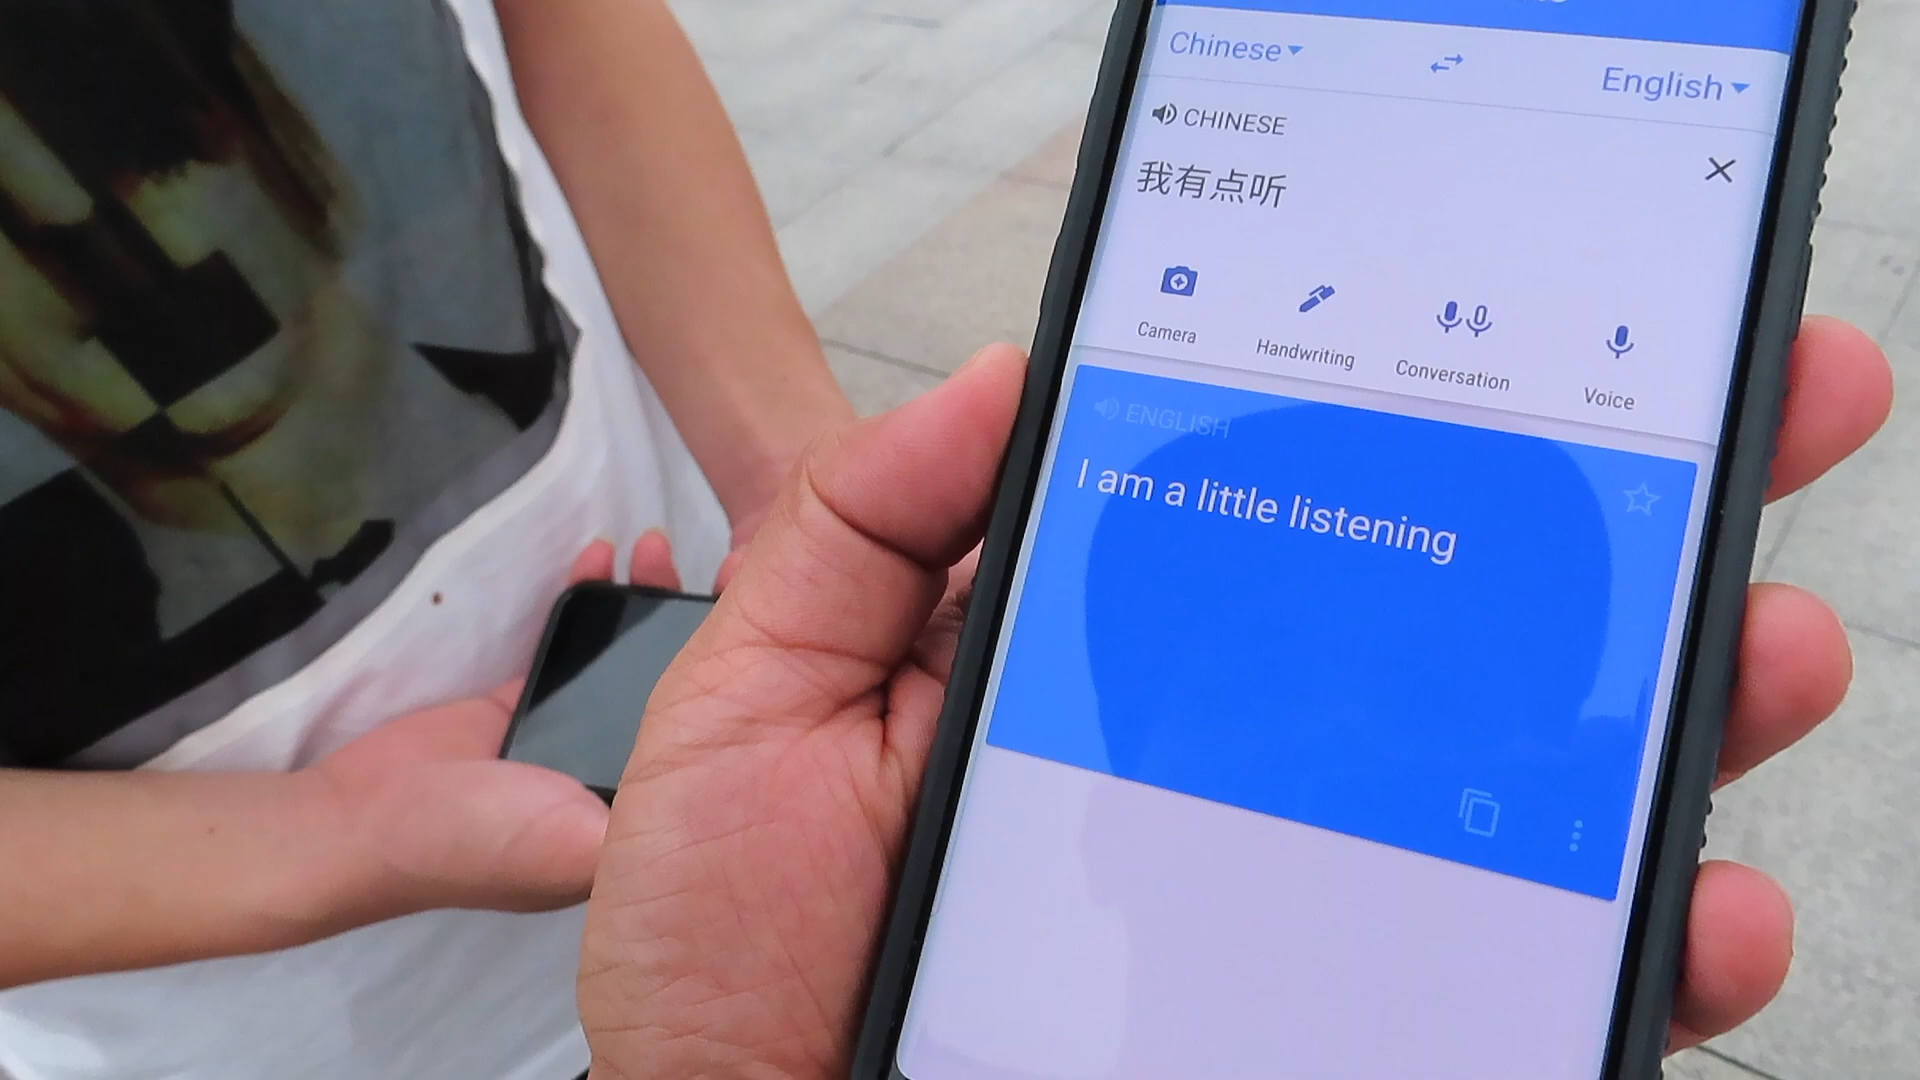 Chinese
English
CHINESE
我有点听
Camera
Handwriting
Conversation
Voice
ENGLISH
I am a little listening